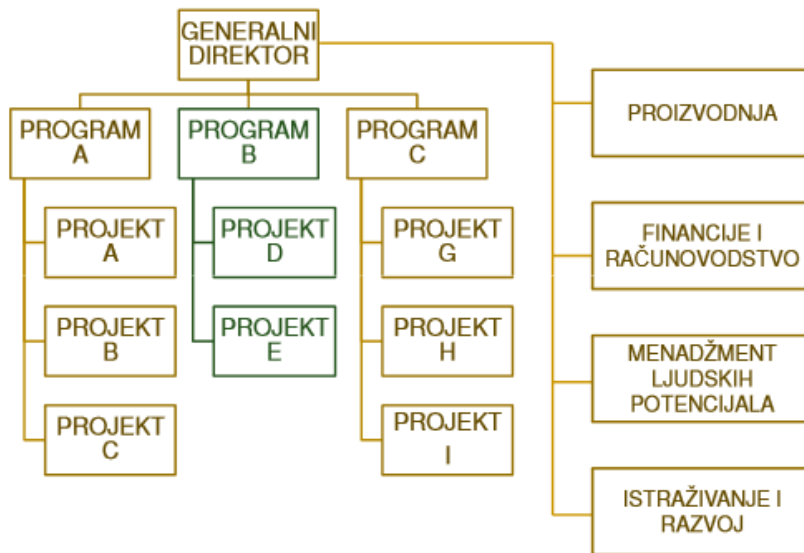 GENERALNI
DIREKTOR
PROGRAM
A
PROGRAM
B
PROGRAM
C
PROJEKT
A
PROJEKT
B
PROJEKT
C
PROJEKT
D
PROJEKT
E
PROJEKT
G
PROJEKT
H
PROJEKT
I
PROIZVODNJA
FINANCIJE I
RAČUNOVODSTVO
MENADŽMENT
LJUDSKIH
POTENCIJALA
ISTRAŽIVANJE I
RAZVOJ